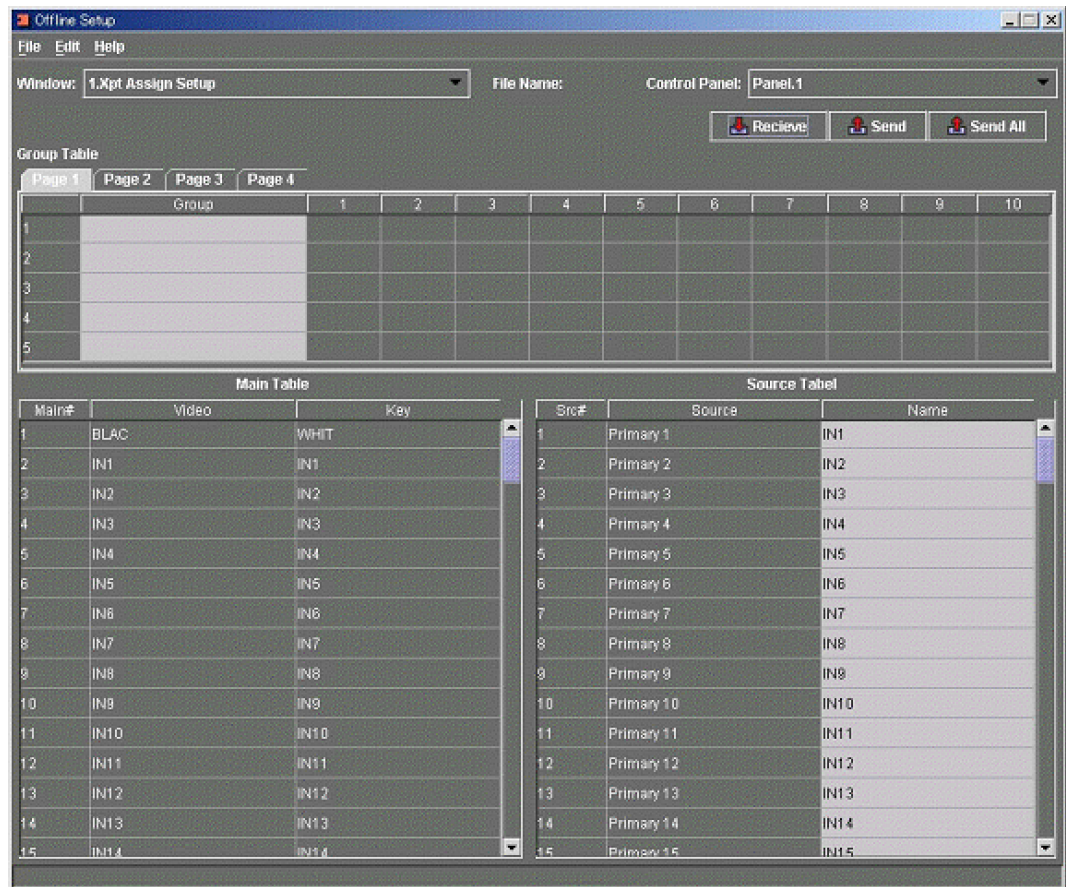 Offline Setup
File Edit Help
Window: 1.Xpt Assign Setup File Name: Control Panel: Panel.1
Recieve Send Send All
Group Table
Page 1 Page 2 Page 3 Page 4
Group 1 2 3 4 5 6 7 8 9 10
1
2
3
4
5
Main Table Source Tabel
Main# Video Key Src# Source Name
1 BLAC WHIT 1 Primary 1 IN1
2 IN1 IN1 2 Primary 2 IN2
3 IN2 IN2 3 Primary 3 IN3
4 IN3 IN3 4 Primary 4 IN4
5 IN4 IN4 5 Primary 5 IN5
6 IN5 IN5 6 Primary 6 IN6
7 IN6 IN6 7 Primary 7 IN7
8 IN7 IN7 8 Primary 8 IN8
9 IN8 IN8 9 Primary 9 IN9
10 IN9 IN9 10 Primary 10 IN10
11 IN10 IN10 11 Primary 11 IN11
12 IN11 IN11 12 Primary 12 IN12
13 IN12 IN12 13 Primary 13 IN13
14 IN13 IN13 14 Primary 14 IN14
15 IN14 IN14 15 Primary 15 IN15